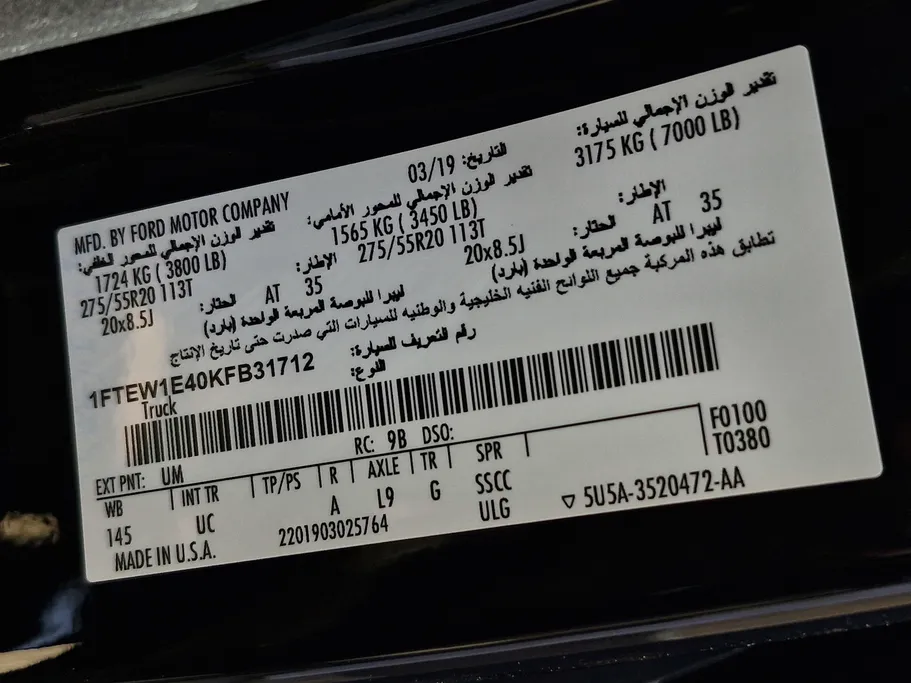 MFD. BY FORD MOTOR COMPANY
التاريخ: 03/19
تقدير الوزن الإجمالي للسيارة:
3175 KG ( 7000 LB)
تقدير الوزن الإجمالي للمحور الأمامي:
1565 KG ( 3450 LB)
تقدير الوزن الإجمالي للمحور الخلفي:
1724 KG ( 3800 LB)
الإطار: 275/55R20 113T
الإطار: 275/55R20 113T
الحتار: 20x8.5J
AT 35 ليبرا للبوصة المربعة الواحدة (بارد)
الحتار: 20x8.5J
AT 35 ليبرا للبوصة المربعة الواحدة (بارد)
تطابق هذه المركبة جميع اللوائح الفنيه الخليجية والوطنيه للسيارات التي صدرت حتى تاريخ الإنتاج
رقم التعريف للسيارة: 1FTEW1E40KFB31712
النوع: Truck
EXT PNT: UM RC: 9B DSO: F0100
WB INT TR TP/PS R AXLE TR SPR T0380
145 UC A L9 G SSCC
ULG
MADE IN U.S.A. 2201903025764 ▽ 5U5A-3520472-AA